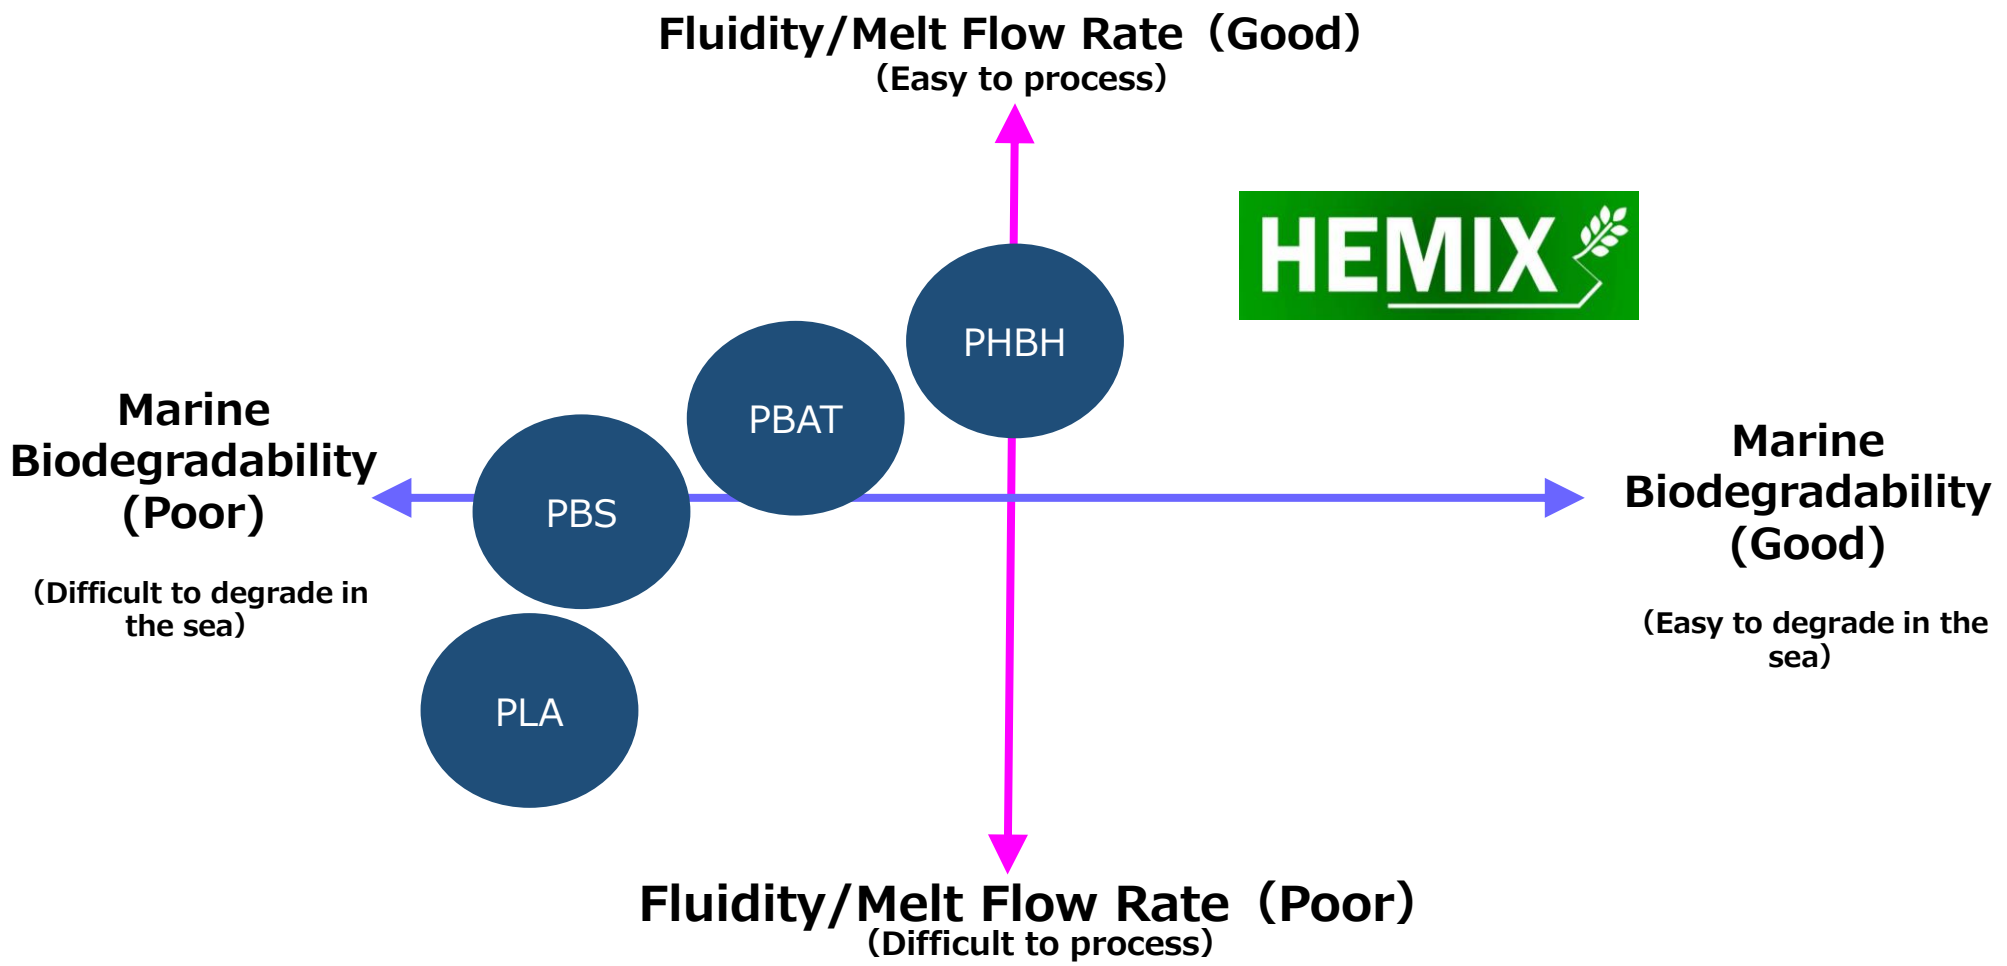 Fluidity/Melt Flow Rate（Good）
（Easy to process）
HEMIX
PHBH
PBAT
Marine
Biodegradability
(Poor)
（Difficult to degrade in
the sea）
Marine
Biodegradability
(Good)
（Easy to degrade in the
sea）
PBS
PLA
Fluidity/Melt Flow Rate（Poor）
（Difficult to process）